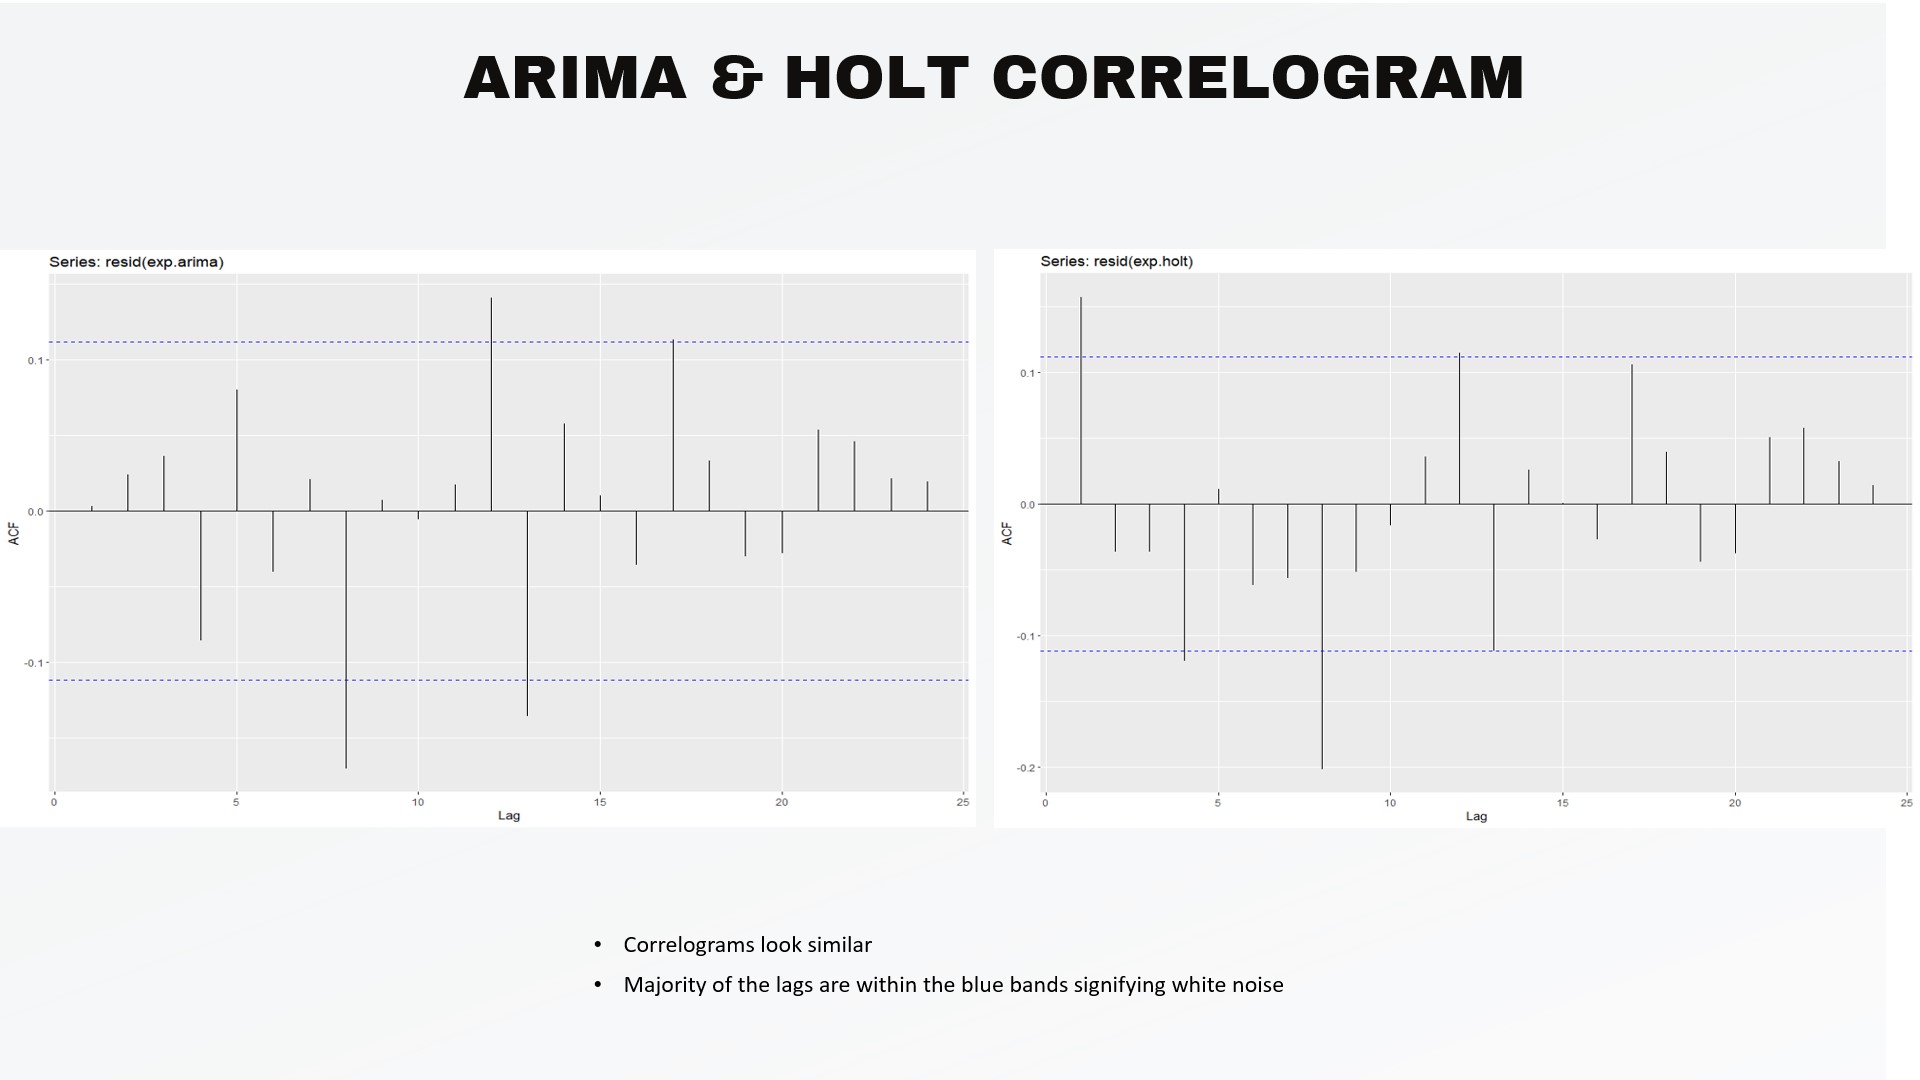 ARIMA & HOLT CORRELOGRAM
Series: resid(exp.arima)
0.1
0.0
-0.1
ACF
0 5 10 15 20 25
Lag
Series: resid(exp.holt)
0.1
0.0
-0.1
-0.2
ACF
0 5 10 15 20 25
Lag
• Correlograms look similar
• Majority of the lags are within the blue bands signifying white noise